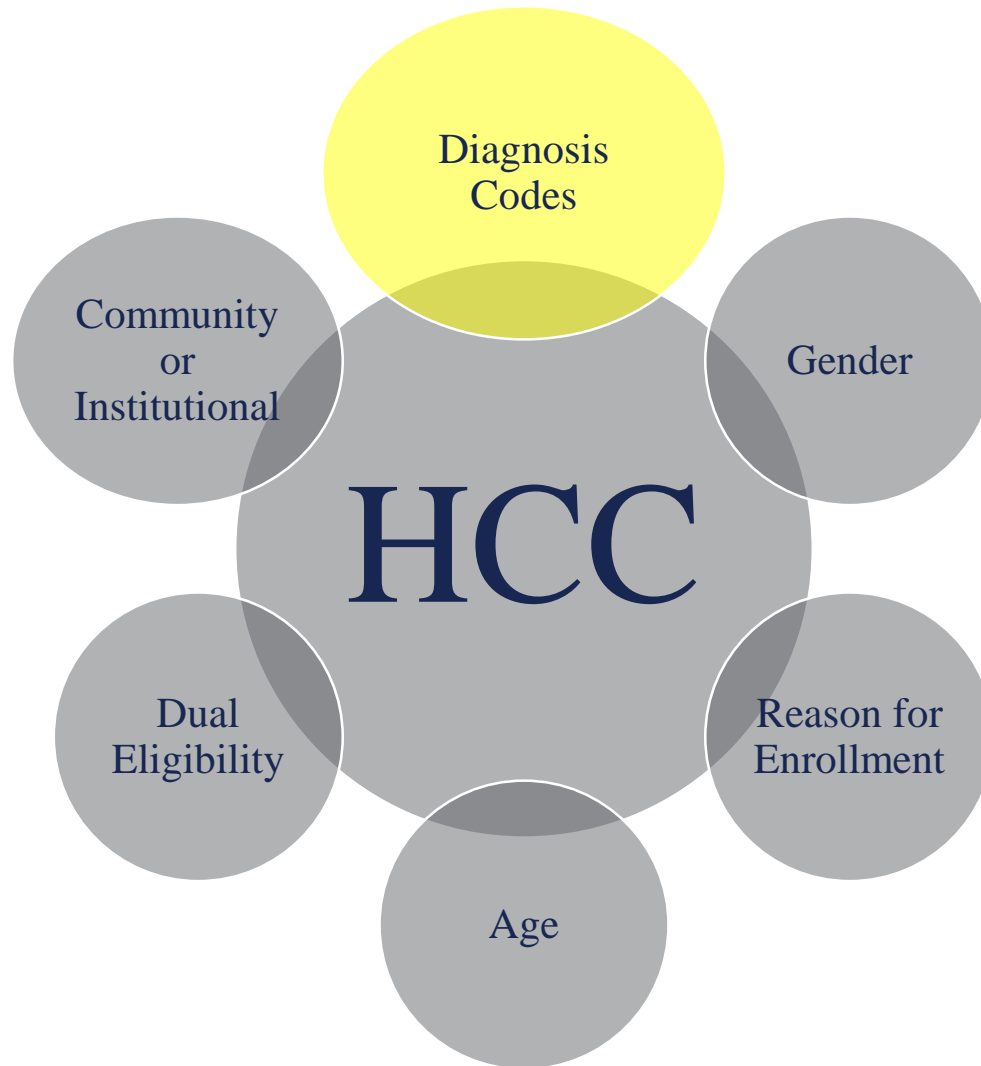 Diagnosis
Codes
Community
or
Institutional
Gender
HCC
Dual
Eligibility
Reason for
Enrollment
Age